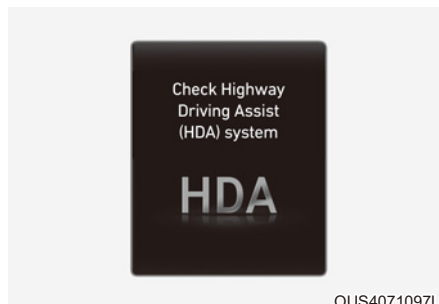 Check Highway
Driving Assist
(HDA) system
HDA
OUS4071097L